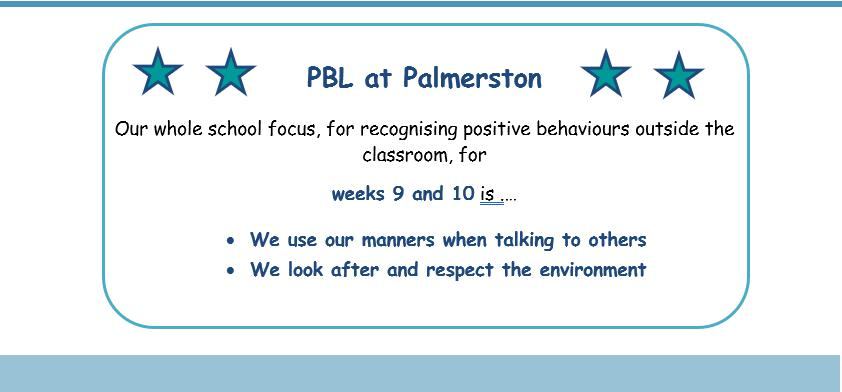 PBL at Palmerston
Our whole school focus, for recognising positive behaviours outside the
classroom, for
weeks 9 and 10 is ....
• We use our manners when talking to others
• We look after and respect the environment